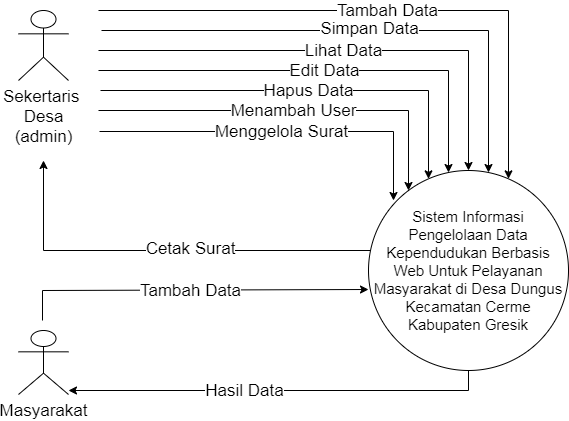 Tambah Data
Simpan Data
Lihat Data
Edit Data
Hapus Data
Menambah User
Menggelola Surat
Sekertaris
Desa
(admin)
Sistem Informasi
Pengelolaan Data
Kependudukan Berbasis
Web Untuk Pelayanan
Masyarakat di Desa Dungus
Kecamatan Cerme
Kabupaten Gresik
Cetak Surat
Tambah Data
Hasil Data
Masyarakat